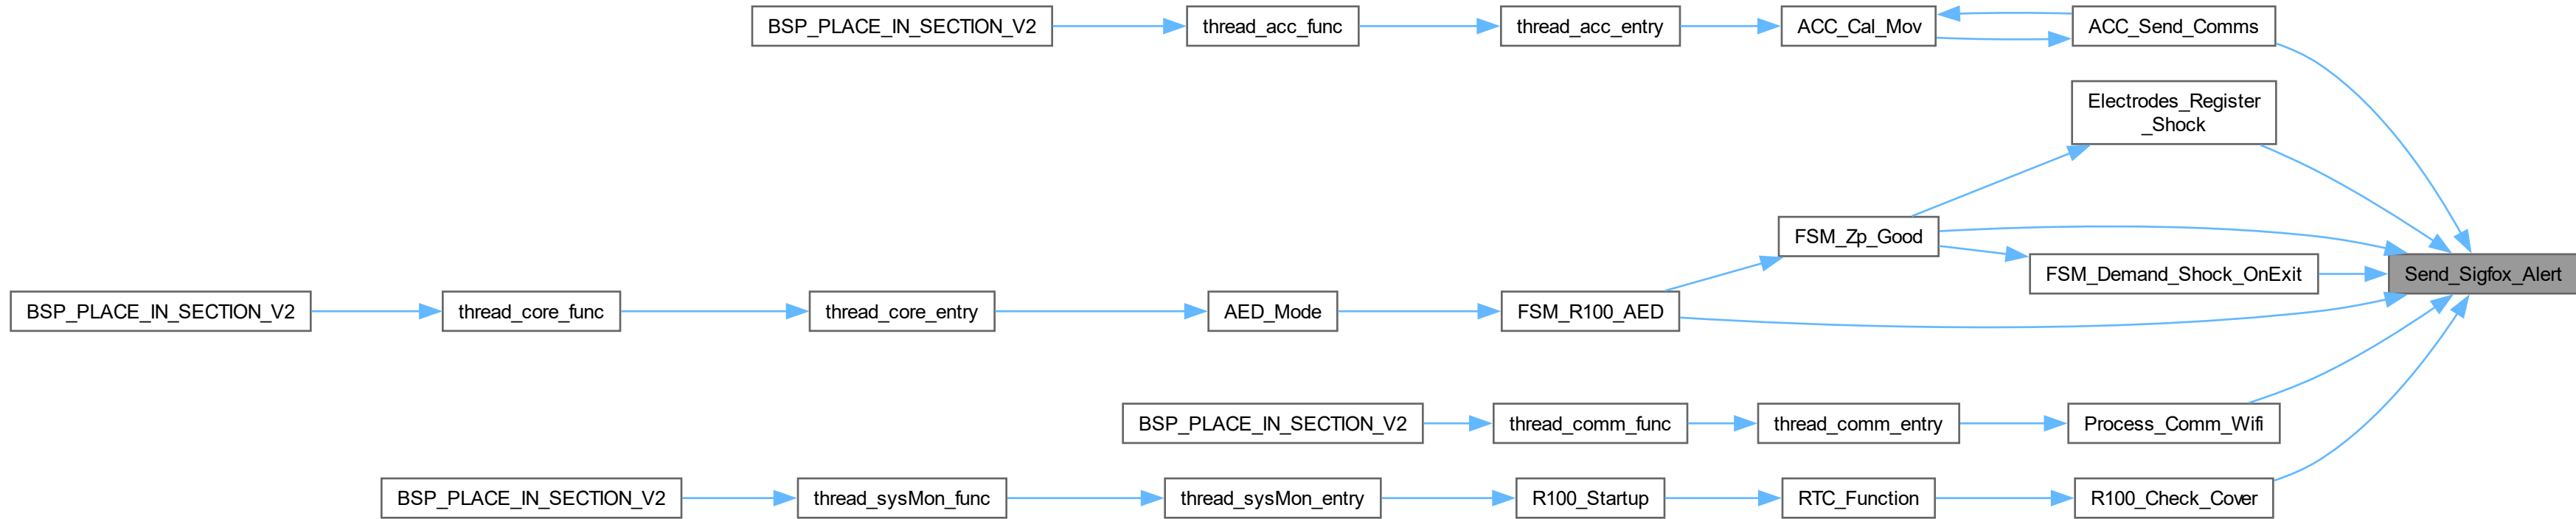 BSP_PLACE_IN_SECTION_V2
thread_acc_func
thread_acc_entry
ACC_Cal_Mov
ACC_Send_Comms
Electrodes_Register
_Shock
FSM_Zp_Good
FSM_Demand_Shock_OnExit
Send_Sigfox_Alert
BSP_PLACE_IN_SECTION_V2
thread_core_func
thread_core_entry
AED_Mode
FSM_R100_AED
BSP_PLACE_IN_SECTION_V2
thread_comm_func
thread_comm_entry
Process_Comm_Wifi
BSP_PLACE_IN_SECTION_V2
thread_sysMon_func
thread_sysMon_entry
R100_Startup
RTC_Function
R100_Check_Cover